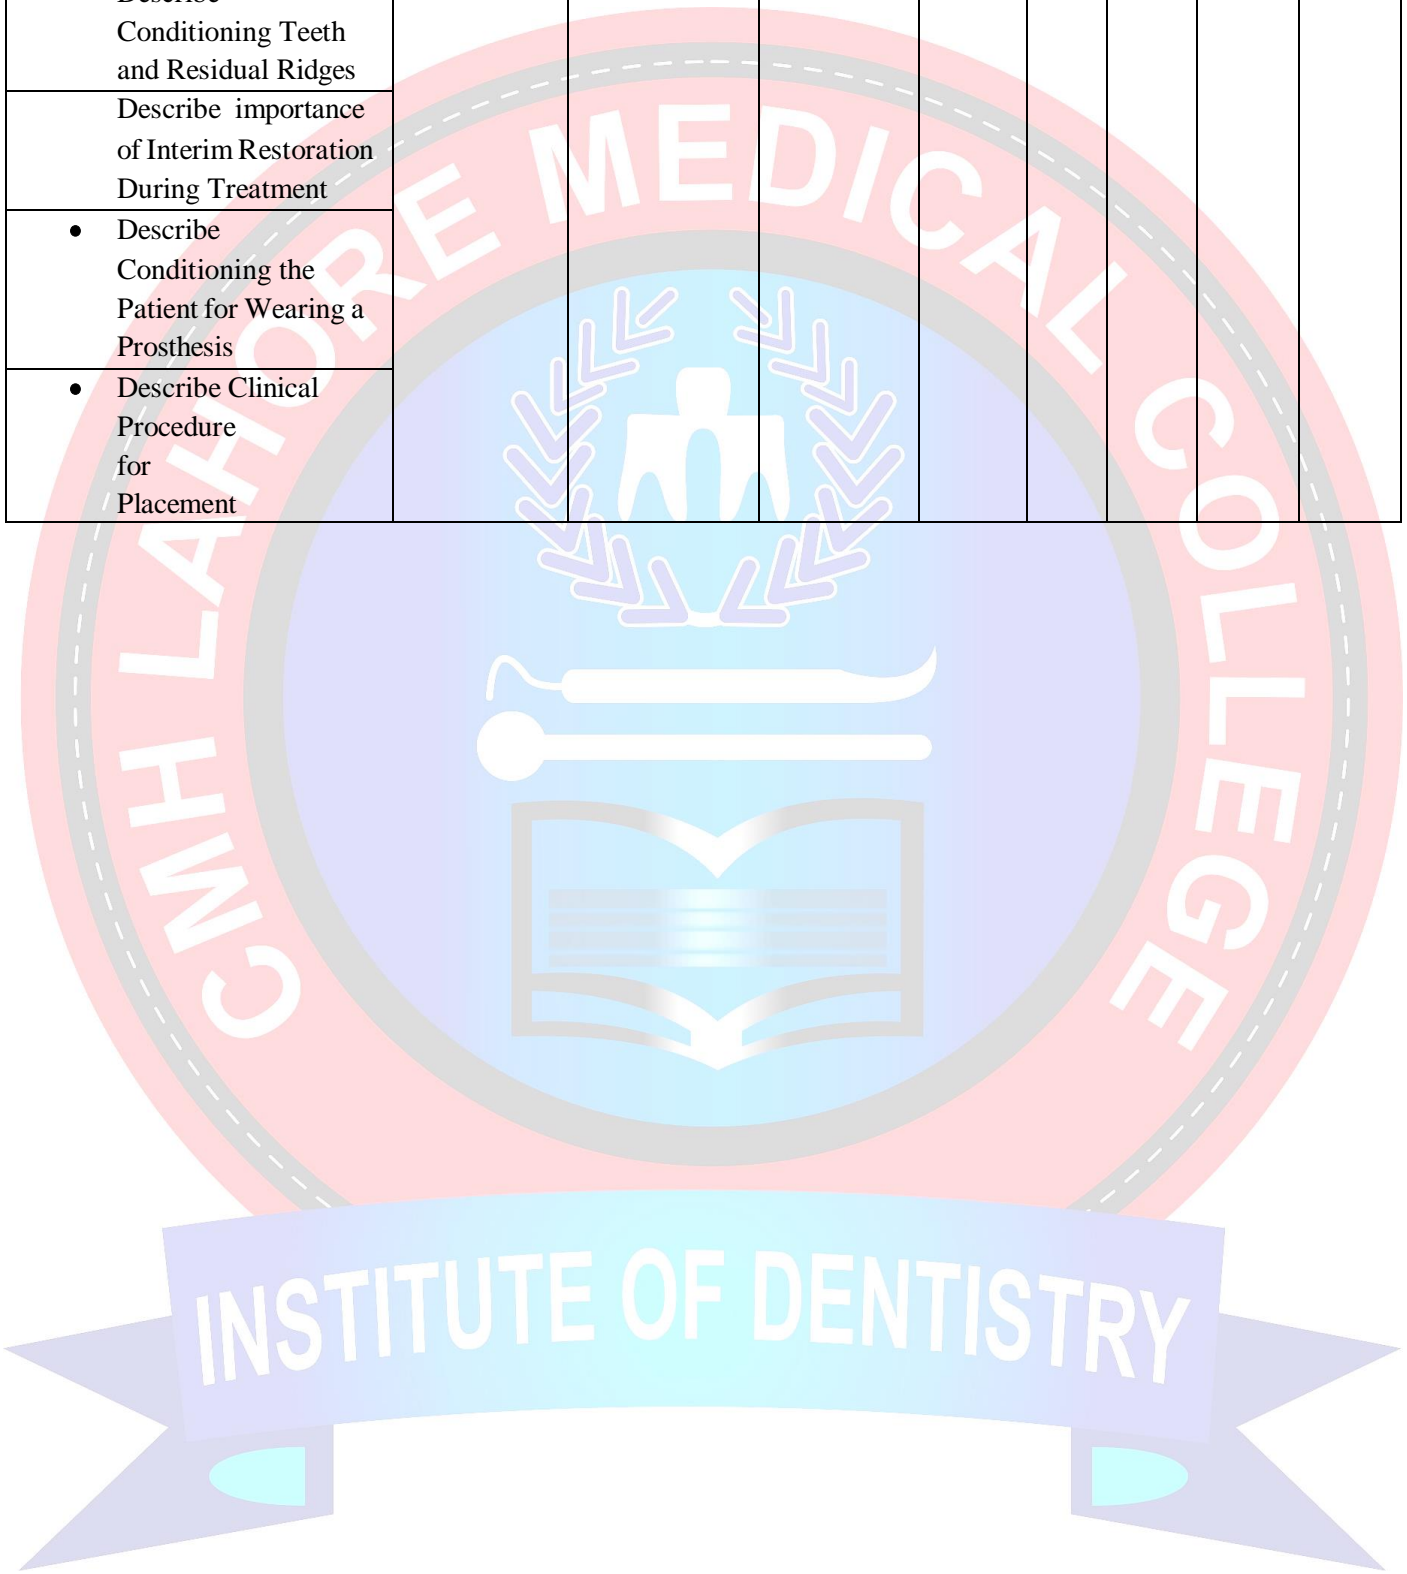 Describe
Conditioning Teeth
and Residual Ridges
Describe importance
of Interim Restoration
During Treatment
• Describe
Conditioning the
Patient for Wearing a
Prosthesis
• Describe Clinical
Procedure
for
Placement
CMH LAHORE MEDICAL COLLEGE
INSTITUTE OF DENTISTRY